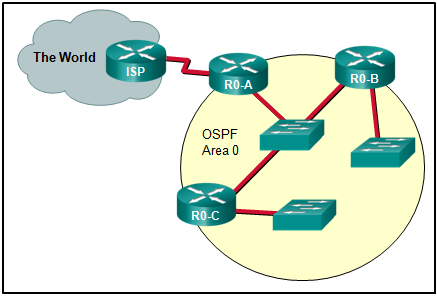 The World
ISP
R0-A
R0-B
OSPF
Area 0
R0-C